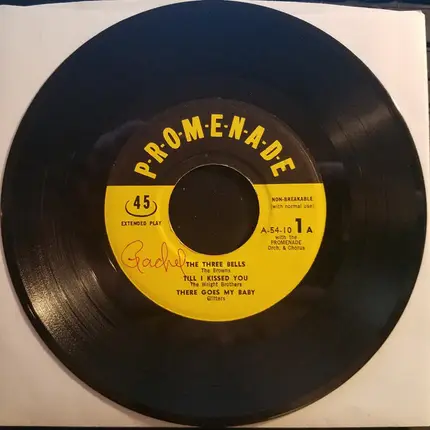 P·R·O·M·E·N·A·D·E
45
EXTENDED PLAY
NON-BREAKABLE
(with normal use)
A-54-10 1A
with the
PROMENADE
Orch. & Chorus
Rachel
THE THREE BELLS
The Browns
TILL I KISSED YOU
The Wright Brothers
THERE GOES MY BABY
Glitters